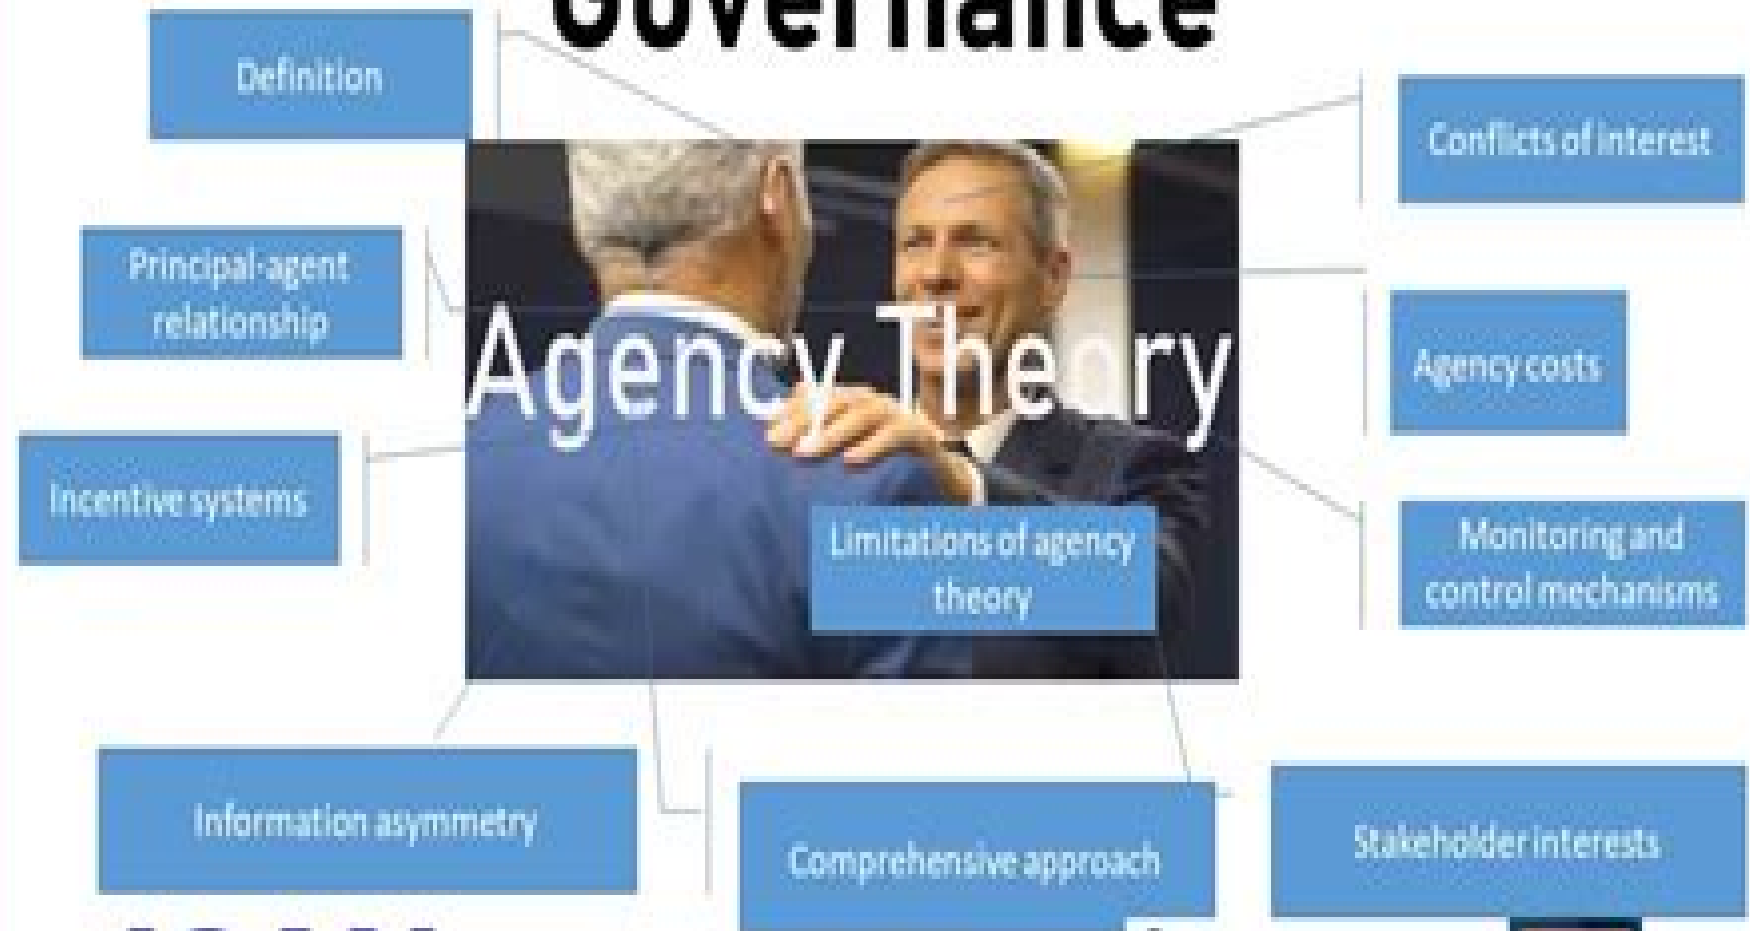 Governance
Definition
Conflicts of interest
Principal-agent
relationship
Agency Theory
Agency costs
Incentive systems
Limitations of agency
theory
Monitoring and
control mechanisms
Information asymmetry
Comprehensive approach
Stakeholder interests